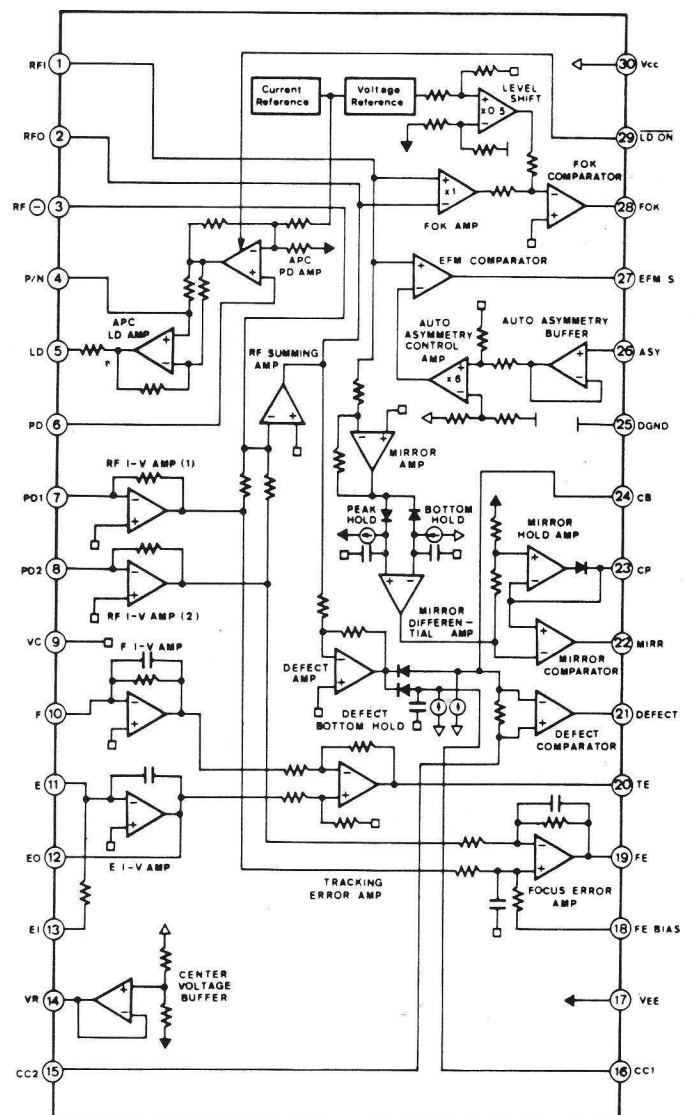 RFI 1
30 Vcc
Current Reference
Voltage Reference
LEVEL SHIFT
×0.5
RFO 2
29 LD ON
FOK COMPARATOR
RF ⊖ 3
×1
28 FOK
FOK AMP
APC PD AMP
EFM COMPARATOR
P/N 4
27 EFM S
APC LD AMP
AUTO ASYMMETRY CONTROL AMP
AUTO ASYMMETRY BUFFER
LD 5
RF SUMMING AMP
26 ASY
×6
PD 6
25 DGND
MIRROR AMP
RF I-V AMP (1)
PD1 7
24 CB
PEAK HOLD
BOTTOM HOLD
MIRROR HOLD AMP
PD2 8
23 CP
RF I-V AMP (2)
MIRROR DIFFERENTIAL AMP
VC 9
22 MIRR
MIRROR COMPARATOR
F I-V AMP
DEFECT AMP
F 10
21 DEFECT
DEFECT BOTTOM HOLD
DEFECT COMPARATOR
E 11
20 TE
EO 12
19 FE
E I-V AMP
TRACKING ERROR AMP
FOCUS ERROR AMP
EI 13
18 FE BIAS
CENTER VOLTAGE BUFFER
VR 14
17 VEE
CC2 15
16 CC1